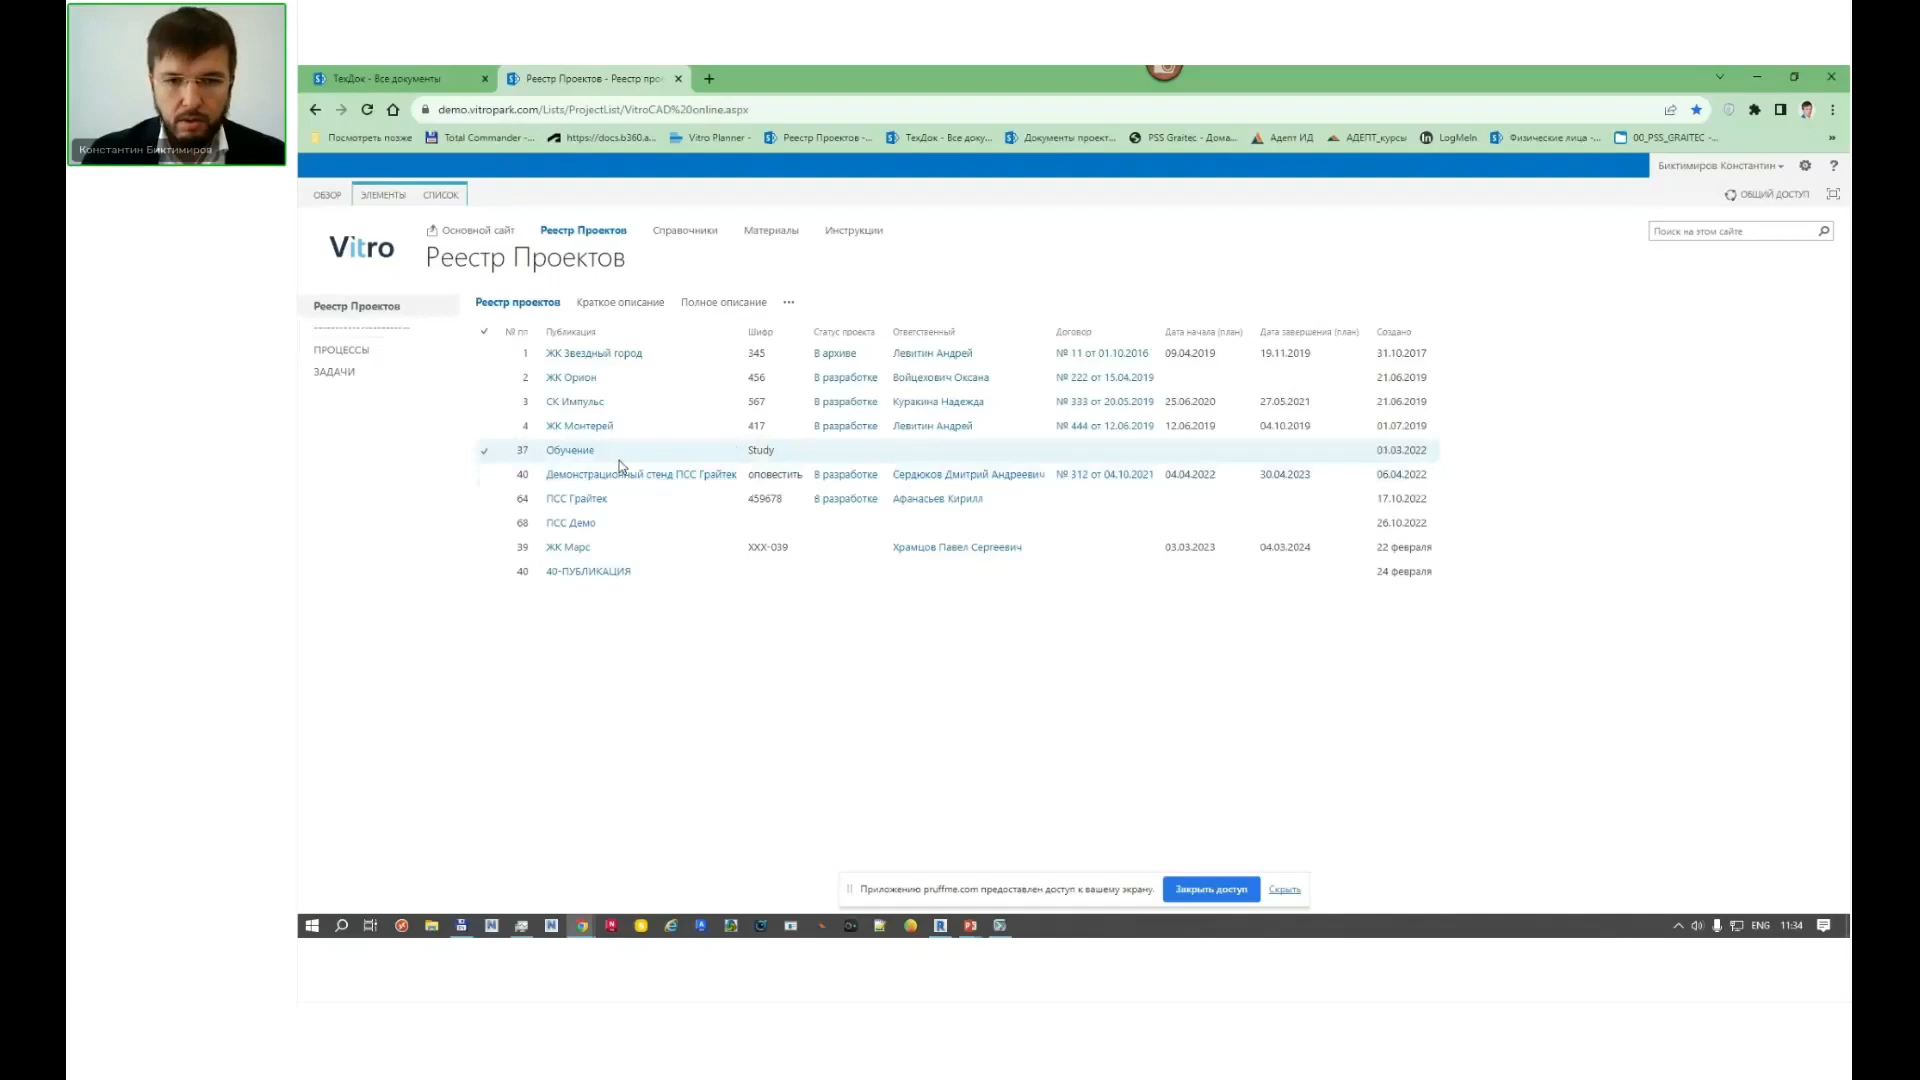 Константин Биктимиров
ТехДок - Все документы
Реестр Проектов - Реестр про
demo.vitropark.com/Lists/ProjectList/VitroCAD%20online.aspx
Посмотреть позже Total Commander -... https://docs.b360.a... Vitro Planner - Реестр Проектов -... ТехДок - Все доку... Документы проект... PSS Graitec - Дома... Адепт ИД АДЕПТ_курсы LogMeIn Физические лица -... 00_PSS_GRAITEC -... »
Биктимиров Константин ?
ОБЗОР ЭЛЕМЕНТЫ СПИСОК ОБЩИЙ ДОСТУП
Vitro
Основной сайт Реестр Проектов Справочники Материалы Инструкции
Поиск на этом сайте
Реестр Проектов
Реестр Проектов
ПРОЦЕССЫ
ЗАДАЧИ
Реестр проектов Краткое описание Полное описание ...
№ пп Публикация Шифр Статус проекта Ответственный Договор Дата начала (план) Дата завершения (план) Создано
1 ЖК Звездный город 345 В архиве Левитин Андрей № 11 от 01.10.2016 09.04.2019 19.11.2019 31.10.2017
2 ЖК Орион 456 В разработке Войцехович Оксана № 222 от 15.04.2019 21.06.2019
3 СК Импульс 567 В разработке Куракина Надежда № 333 от 20.05.2019 25.06.2020 27.05.2021 21.06.2019
4 ЖК Монтерей 417 В разработке Левитин Андрей № 444 от 12.06.2019 12.06.2019 04.10.2019 01.07.2019
37 Обучение Study 01.03.2022
40 Демонстрационный стенд ПСС Грайтек оповестить В разработке Сердюков Дмитрий Андреевич № 312 от 04.10.2021 04.04.2022 30.04.2023 06.04.2022
64 ПСС Грайтек 459678 В разработке Афанасьев Кирилл 17.10.2022
68 ПСС Демо 26.10.2022
39 ЖК Марс XXX-039 Храмцов Павел Сергеевич 03.03.2023 04.03.2024 22 февраля
40 40-ПУБЛИКАЦИЯ 24 февраля
Приложению pruffme.com предоставлен доступ к вашему экрану. Закрыть доступ Скрыть
ENG 11:34